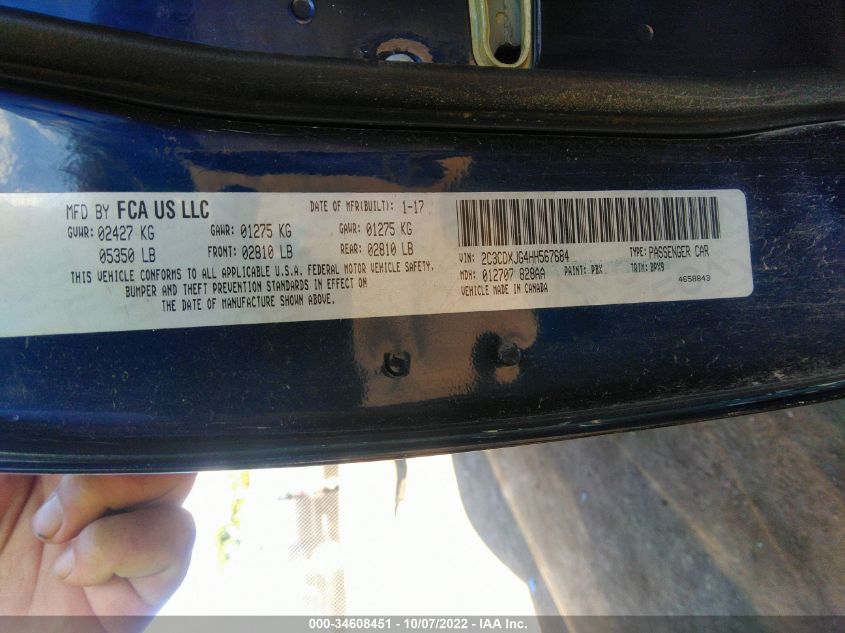 MFD BY FCA US LLC
DATE OF MFR(BUILT): 1-17
GVWR: 02427 KG
GAWR: 01275 KG
GAWR: 01275 KG
05350 LB
FRONT: 02810 LB
REAR: 02810 LB
THIS VEHICLE CONFORMS TO ALL APPLICABLE U.S.A. FEDERAL MOTOR VEHICLE SAFETY,
BUMPER AND THEFT PREVENTION STANDARDS IN EFFECT ON
THE DATE OF MANUFACTURE SHOWN ABOVE.
VIN: 2C3CDXJG4HH567684
TYPE: PASSENGER CAR
MDH: 012707 828AA
PAINT: PBX
TRIM: BPX9
VEHICLE MADE IN CANADA
4658843
000-34608451 - 10/07/2022 - IAA Inc.